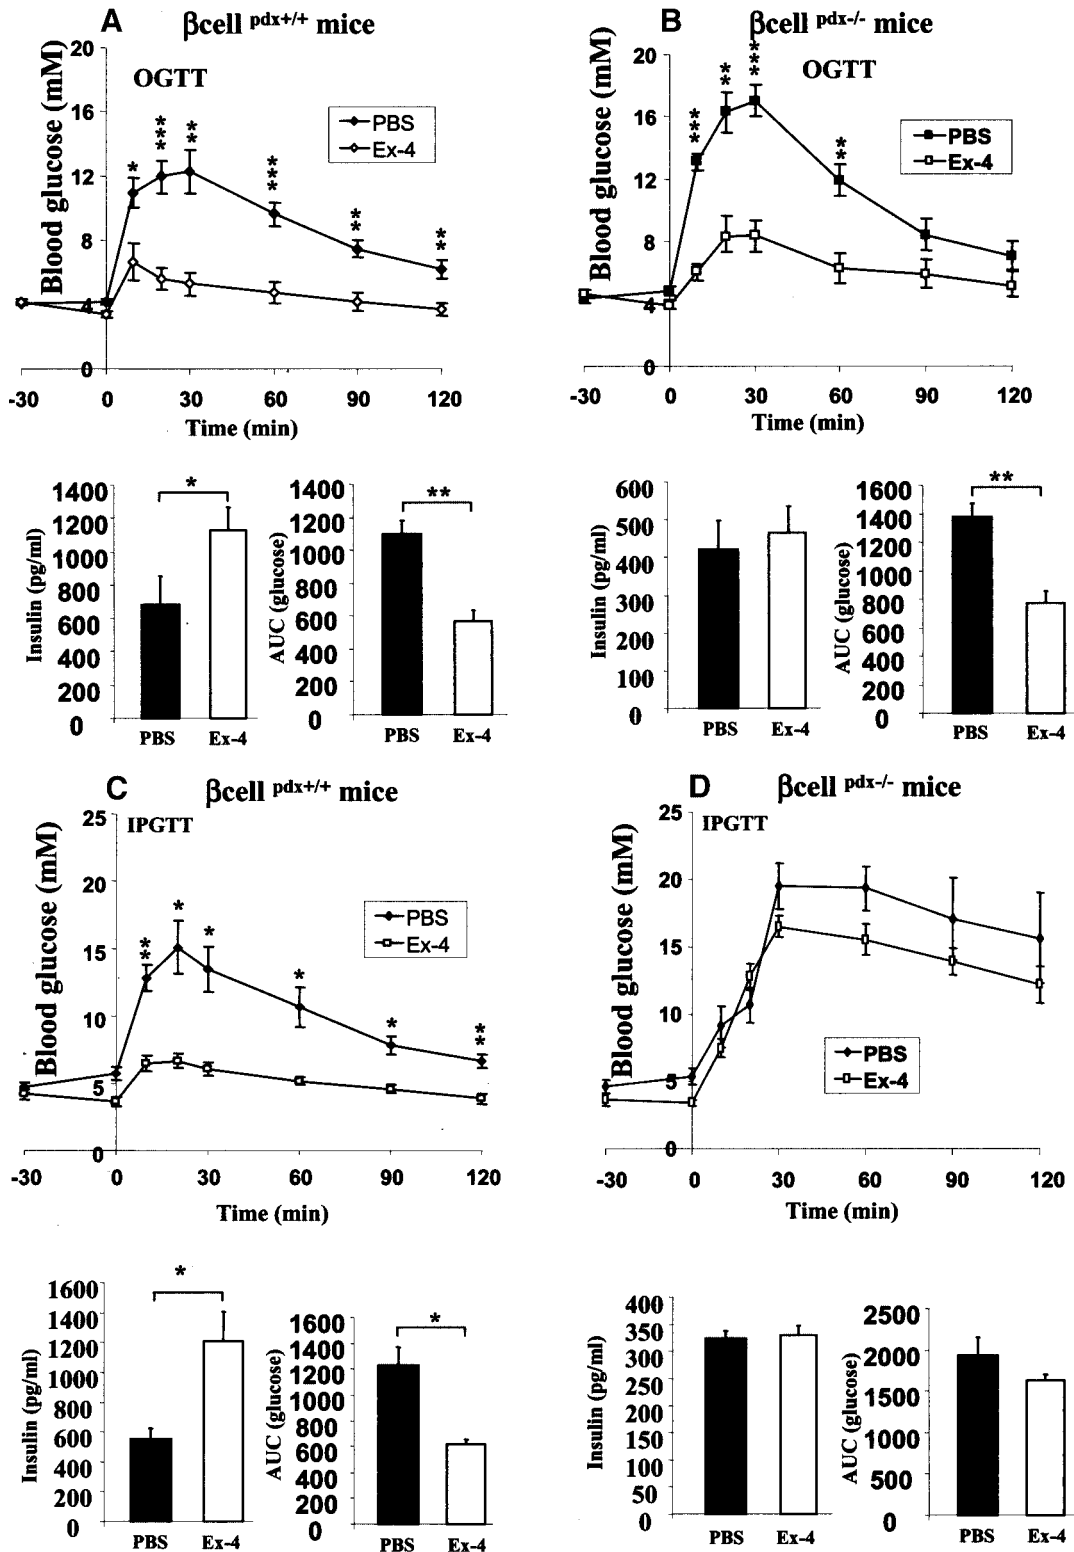 A
βcell pdx+/+ mice
Blood glucose (mM)
OGTT
20
16
12
8
4
0
PBS
Ex-4
* *** ** *** ** **
-30 0 30 60 90 120
Time (min)
B
βcell pdx-/- mice
Blood glucose (mM)
OGTT
20
16
12
8
4
0
PBS
Ex-4
*** ** *** **
-30 0 30 60 90 120
Time (min)
Insulin (pg/ml)
1400
1200
1000
800
600
400
200
0
*
PBS Ex-4
AUC (glucose)
1400
1200
1000
800
600
400
200
0
**
PBS Ex-4
Insulin (pg/ml)
600
500
400
300
200
100
0
PBS Ex-4
AUC (glucose)
1600
1400
1200
1000
800
600
400
200
0
**
PBS Ex-4
C
βcell pdx+/+ mice
Blood glucose (mM)
IPGTT
25
20
15
10
5
0
PBS
Ex-4
** * * * * **
-30 0 30 60 90 120
Time (min)
D
βcell pdx-/- mice
Blood glucose (mM)
IPGTT
25
20
15
10
5
0
PBS
Ex-4
-30 0 30 60 90 120
Time (min)
Insulin (pg/ml)
1600
1400
1200
1000
800
600
400
200
0
*
PBS Ex-4
AUC (glucose)
1600
1400
1200
1000
800
600
400
200
0
*
PBS Ex-4
Insulin (pg/ml)
400
350
300
250
200
150
100
50
0
PBS Ex-4
AUC (glucose)
2500
2000
1500
1000
500
0
PBS Ex-4